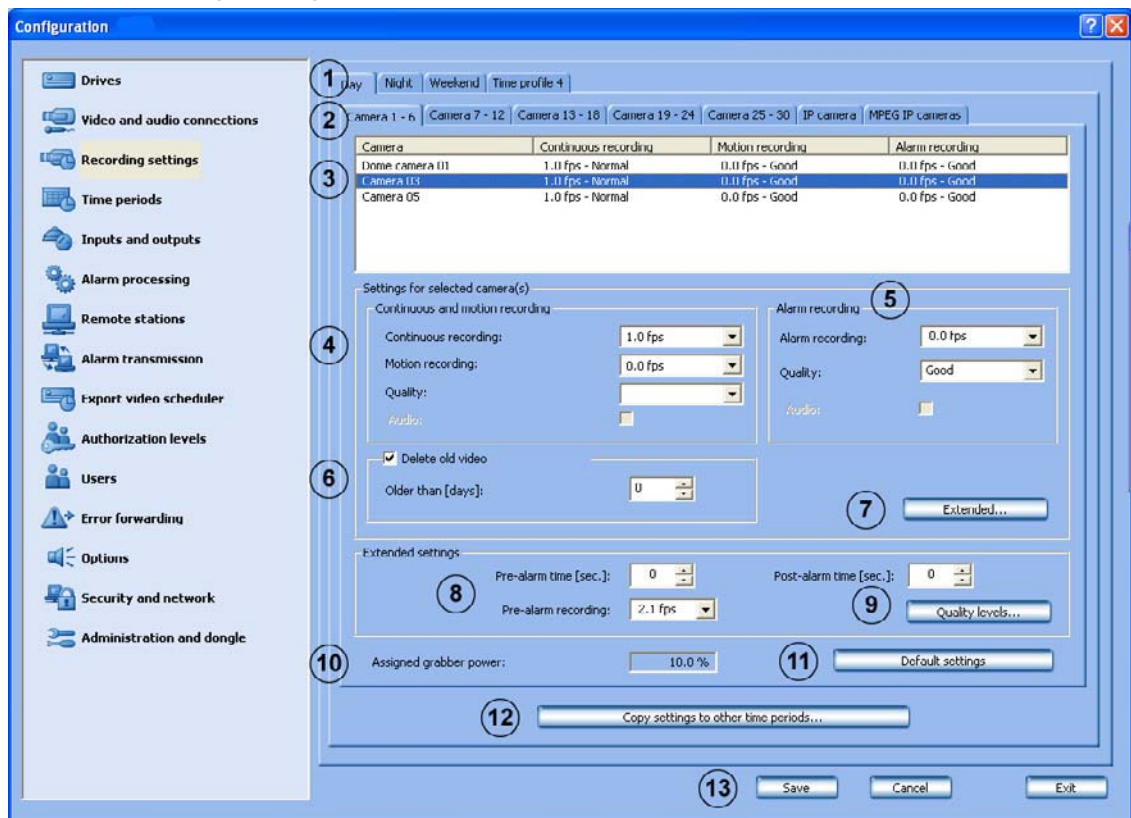 Configuration
Drives
Video and audio connections
Recording settings
Time periods
Inputs and outputs
Alarm processing
Remote stations
Alarm transmission
Export video scheduler
Authorization levels
Users
Error forwarding
Options
Security and network
Administration and dongle
1 Day Night Weekend Time profile 4
2 Camera 1 - 6 Camera 7 - 12 Camera 13 - 18 Camera 19 - 24 Camera 25 - 30 IP camera MPEG IP cameras
Camera Continuous recording Motion recording Alarm recording
Dome camera 01 1.0 fps - Normal 0.0 fps - Good 0.0 fps - Good
3 Camera 03 1.0 fps - Normal 0.0 fps - Good 0.0 fps - Good
Camera 05 1.0 fps - Normal 0.0 fps - Good 0.0 fps - Good
Settings for selected camera(s)
Continuous and motion recording
4 Continuous recording: 1.0 fps
Motion recording: 0.0 fps
Quality:
Audio:
5 Alarm recording
Alarm recording: 0.0 fps
Quality: Good
Audio:
6 Delete old video
Older than [days]: 0
7 Extended...
Extended settings
8 Pre-alarm time [sec.]: 0 Post-alarm time [sec.]: 0
Pre-alarm recording: 2.1 fps 9 Quality levels...
10 Assigned grabber power: 10.0 % 11 Default settings
12 Copy settings to other time periods...
13 Save Cancel Exit